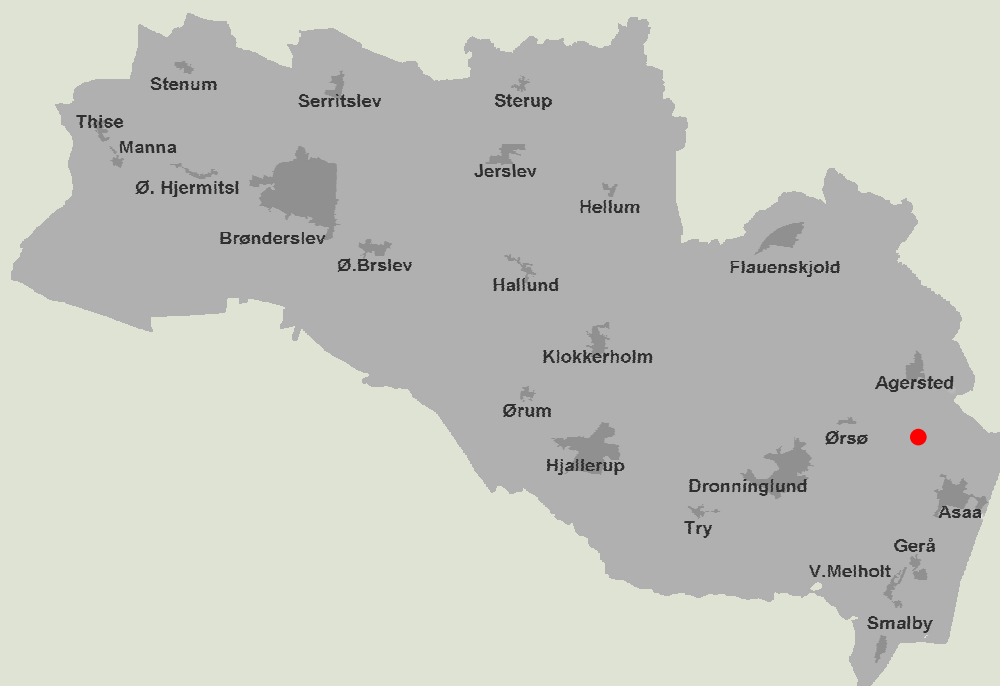 Stenum
Serritslev
Sterup
Thise
Manna
Jerslev
Ø. Hjermitsl
Hellum
Brønderslev
Ø.Brslev
Flauenskjold
Hallund
Klokkerholm
Agersted
Ørum
Ørsø
Hjallerup
Dronninglund
Asaa
Try
Gerå
V.Melholt
Smalby